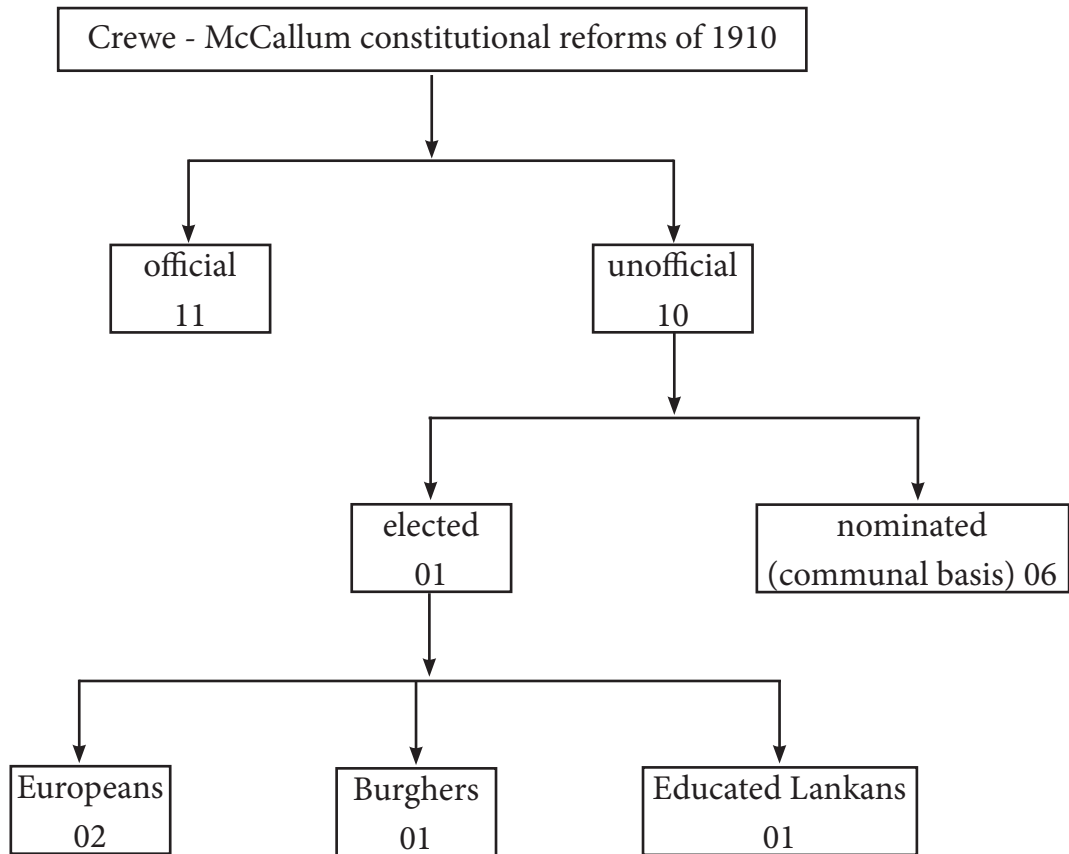 Crewe - McCallum constitutional reforms of 1910
official
11
unofficial
10
elected
01
nominated
(communal basis) 06
Europeans
02
Burghers
01
Educated Lankans
01